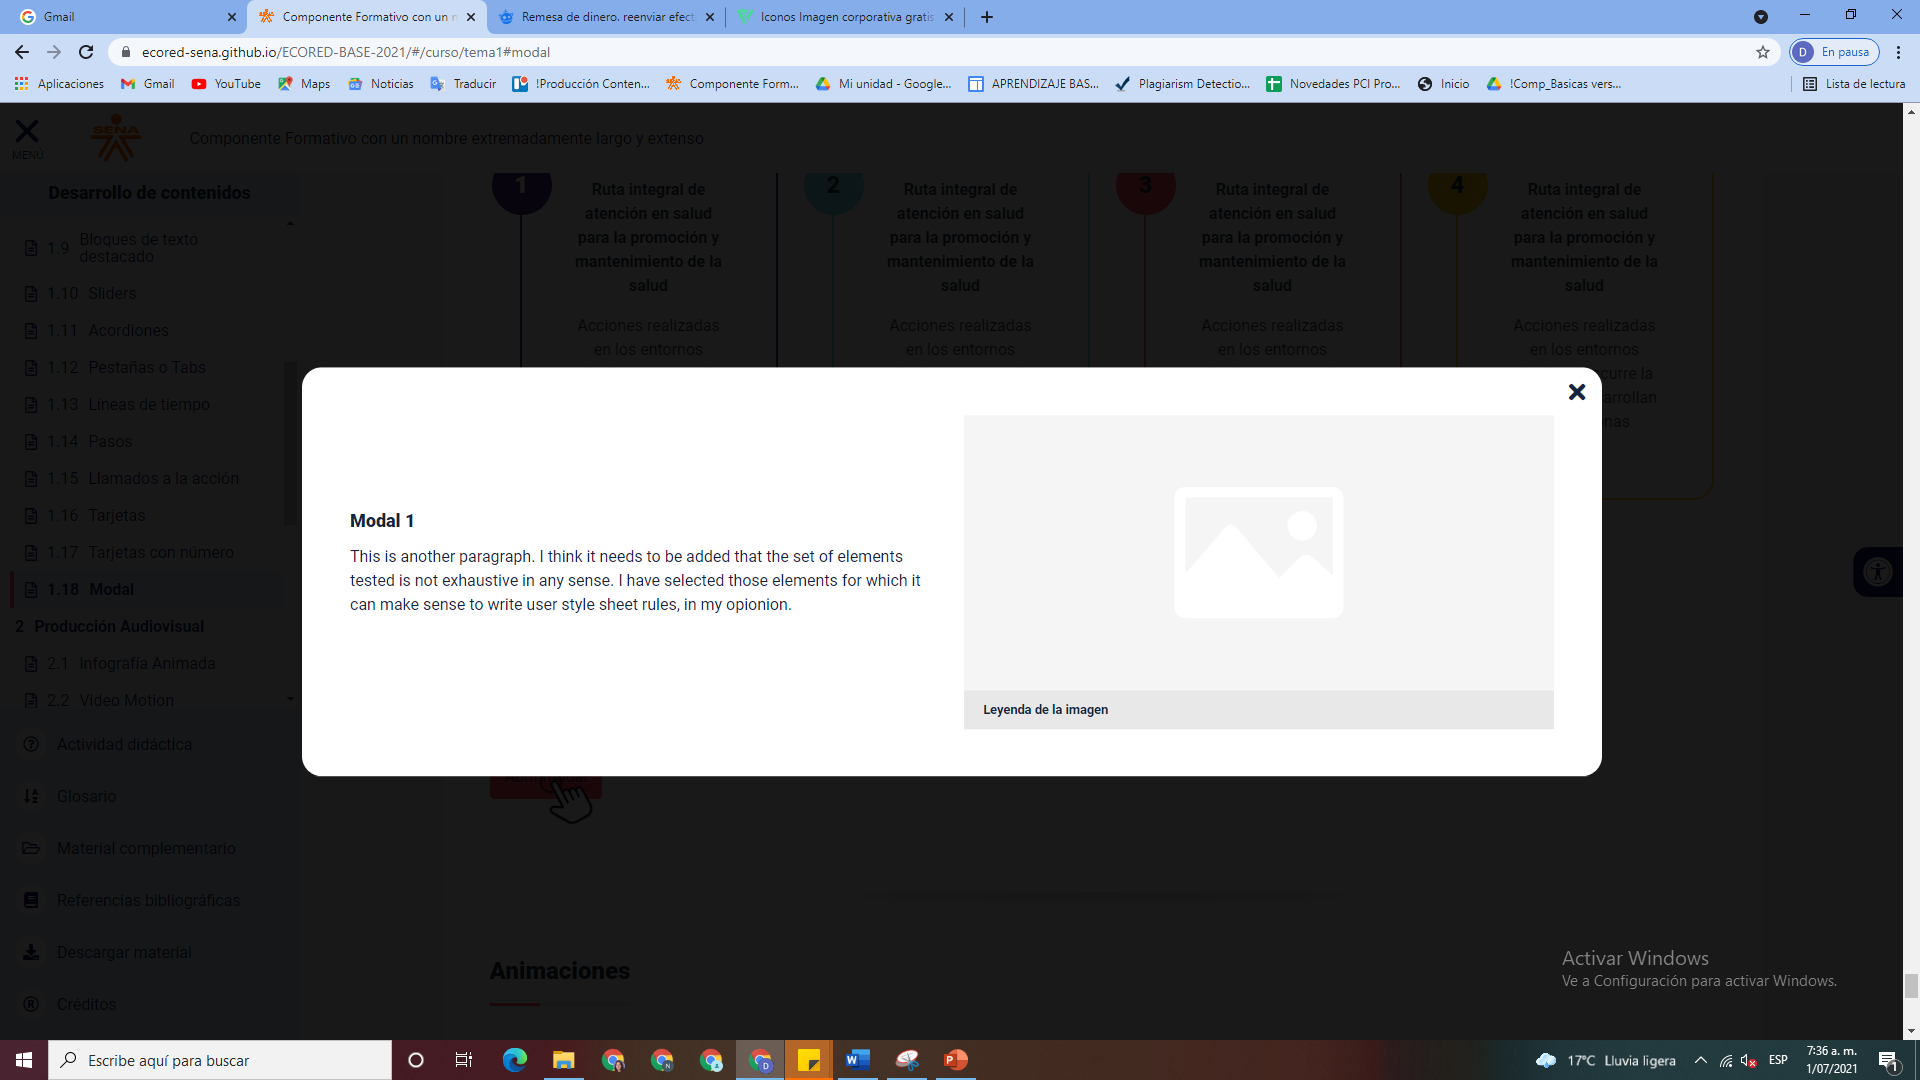 Gmail
Componente Formativo con un n
Remesa de dinero. reenviar efect
Iconos Imagen corporativa gratis
ecored-sena.github.io/ECORED-BASE-2021/#/curso/tema1#modal
D En pausa
Aplicaciones
Gmail
YouTube
Maps
Noticias
Traducir
!Producción Conten...
Componente Form...
Mi unidad - Google...
APRENDIZAJE BAS...
Plagiarism Detectio...
Novedades PCI Pro...
Inicio
!Comp_Basicas vers...
Lista de lectura
MENÚ
SENA
Componente Formativo con un nombre extremadamente largo y extenso
Desarrollo de contenidos
1.9 Bloques de texto
destacado
1.10 Sliders
1.11 Acordiones
1.12 Pestañas o Tabs
1.13 Líneas de tiempo
1.14 Pasos
1.15 Llamados a la acción
1.16 Tarjetas
1.17 Tarjetas con número
1.18 Modal
2 Producción Audiovisual
2.1 Infografía Animada
2.2 Video Motion
Actividad didáctica
Glosario
Material complementario
Referencias bibliográficas
Descargar material
Créditos
1
Ruta integral de
atención en salud
para la promoción y
mantenimiento de la
salud
Acciones realizadas
en los entornos
2
Ruta integral de
atención en salud
para la promoción y
mantenimiento de la
salud
Acciones realizadas
en los entornos
3
Ruta integral de
atención en salud
para la promoción y
mantenimiento de la
salud
Acciones realizadas
en los entornos
4
Ruta integral de
atención en salud
para la promoción y
mantenimiento de la
salud
Acciones realizadas
en los entornos
curre la
arrollan
nas
Modal 1
This is another paragraph. I think it needs to be added that the set of elements
tested is not exhaustive in any sense. I have selected those elements for which it
can make sense to write user style sheet rules, in my opionion.
Leyenda de la imagen
Animaciones
Activar Windows
Ve a Configuración para activar Windows.
Escribe aquí para buscar
17°C Lluvia ligera
ESP
7:36 a. m.
1/07/2021
1